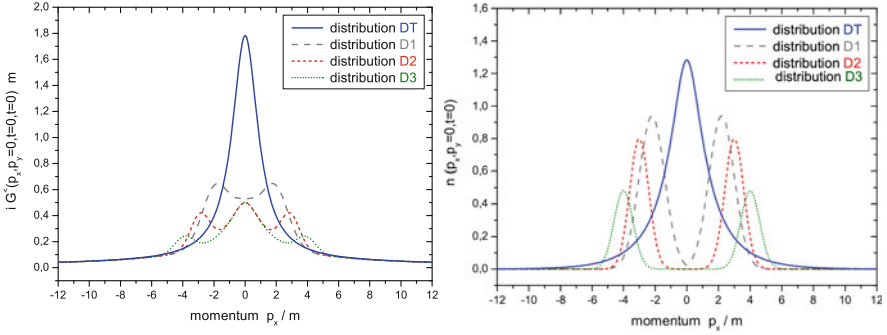 2,0
1,8
1,6
1,4
1,2
1,0
0,8
0,6
0,4
0,2
0,0
i G<(px,py=0,t=0,t=0) m
distribution DT
distribution D1
distribution D2
distribution D3
-12 -10 -8 -6 -4 -2 0 2 4 6 8 10 12
momentum px / m
1,6
1,4
1,2
1,0
0,8
0,6
0,4
0,2
0,0
n (px,py=0,t=0)
distribution DT
distribution D1
distribution D2
distribution D3
-12 -10 -8 -6 -4 -2 0 2 4 6 8 10 12
momentum px / m